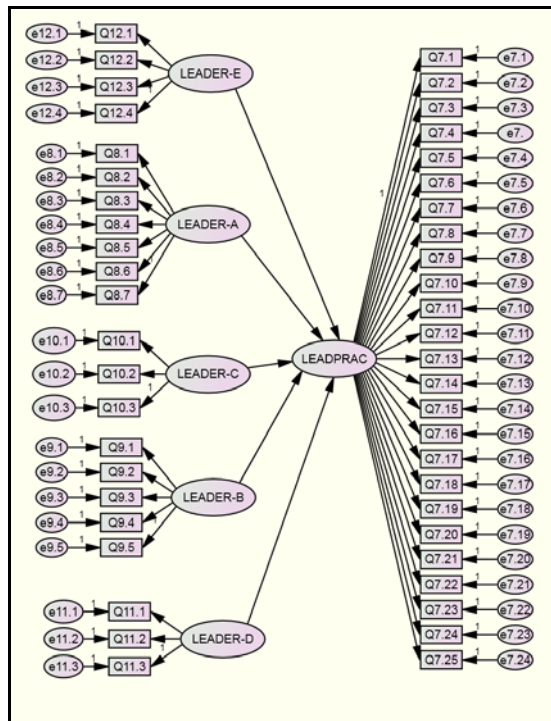 e12.1 1 Q12.1
e12.2 1 Q12.2
e12.3 1 Q12.3
e12.4 1 Q12.4
1
LEADER-E
e8.1 1 Q8.1
e8.2 1 Q8.2
e8.3 1 Q8.3
e8.4 1 Q8.4
e8.5 1 Q8.5
e8.6 1 Q8.6
e8.7 1 Q8.7
1
LEADER-A
e10.1 1 Q10.1
e10.2 1 Q10.2
e10.3 1 Q10.3
1
LEADER-C
e9.1 1 Q9.1
e9.2 1 Q9.2
e9.3 1 Q9.3
e9.4 1 Q9.4
e9.5 1 Q9.5
1
LEADER-B
e11.1 1 Q11.1
e11.2 1 Q11.2
e11.3 1 Q11.3
1
LEADER-D
LEADPRAC
1
Q7.1 1 e7.1
Q7.2 1 e7.2
Q7.3 1 e7.3
Q7.4 1 e7.
Q7.5 1 e7.4
Q7.6 1 e7.5
Q7.7 1 e7.6
Q7.8 1 e7.7
Q7.9 1 e7.8
Q7.10 1 e7.9
Q7.11 1 e7.10
Q7.12 1 e7.11
Q7.13 1 e7.12
Q7.14 1 e7.13
Q7.15 1 e7.14
Q7.16 1 e7.15
Q7.17 1 e7.16
Q7.18 1 e7.17
Q7.19 1 e7.18
Q7.20 1 e7.19
Q7.21 1 e7.20
Q7.22 1 e7.21
Q7.23 1 e7.22
Q7.24 1 e7.23
Q7.25 1 e7.24